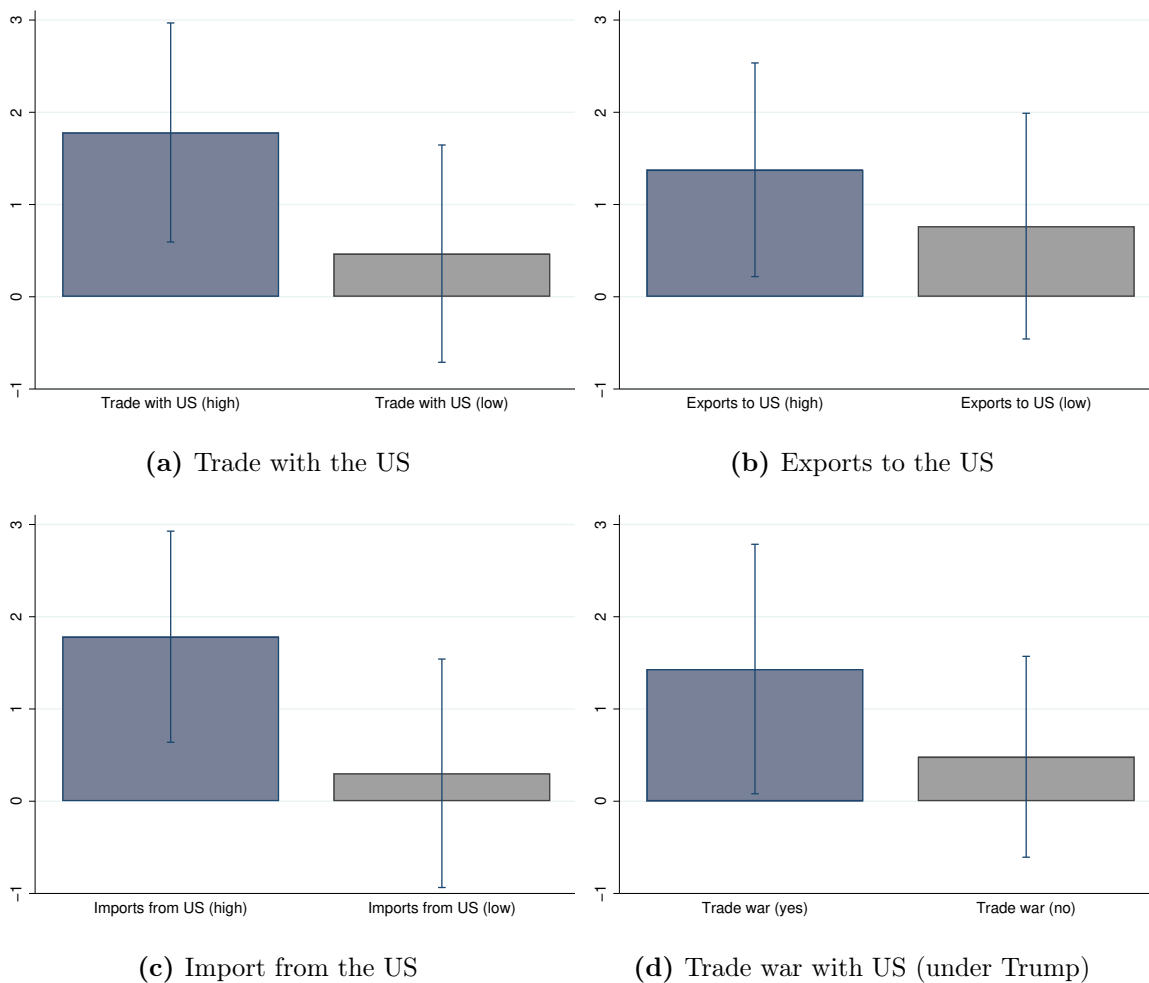 3
2
1
0
−1
Trade with US (high) Trade with US (low)
(a) Trade with the US
3
2
1
0
−1
Exports to US (high) Exports to US (low)
(b) Exports to the US
3
2
1
0
−1
Imports from US (high) Imports from US (low)
(c) Import from the US
3
2
1
0
−1
Trade war (yes) Trade war (no)
(d) Trade war with US (under Trump)